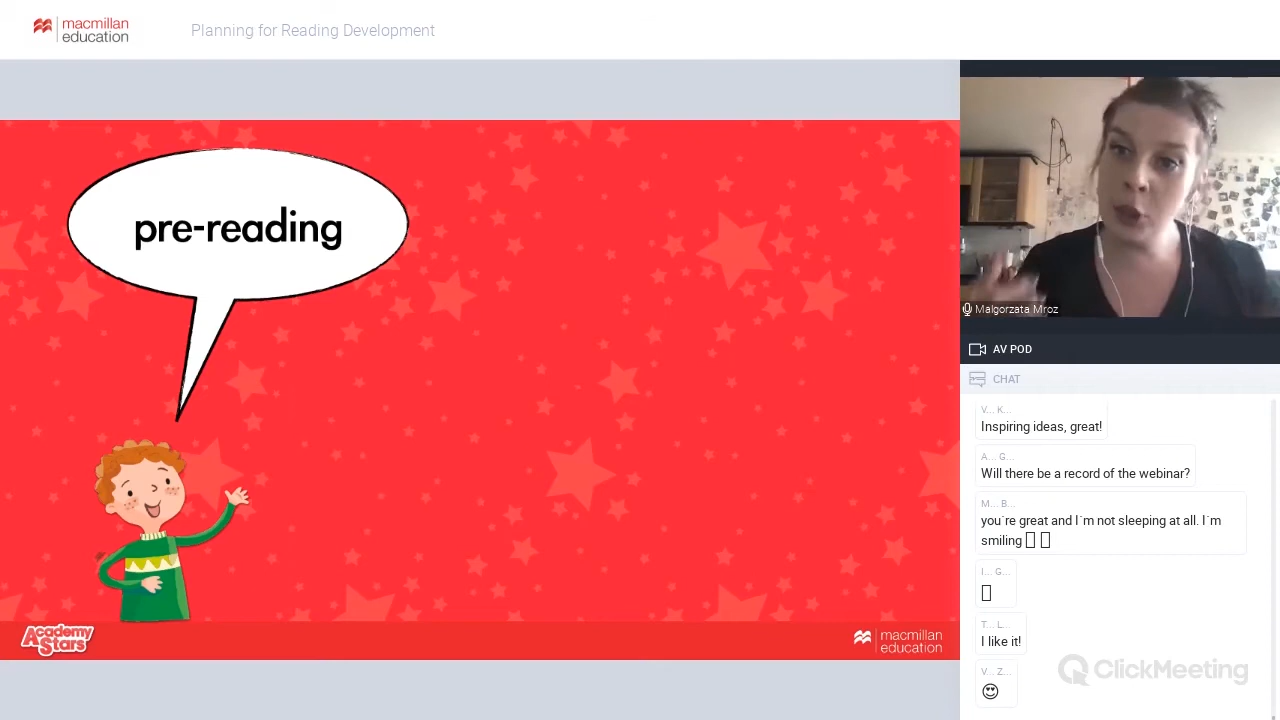 macmillan
education
Planning for Reading Development
pre-reading
Academy
Stars
macmillan
education
Malgorzata Mroz
AV POD
CHAT
V... K...
Inspiring ideas, great!
A... G...
Will there be a record of the webinar?
M... B...
you´re great and I´m not sleeping at all. I´m
smiling
I... G...
T... L...
I like it!
V... Z...
ClickMeeting